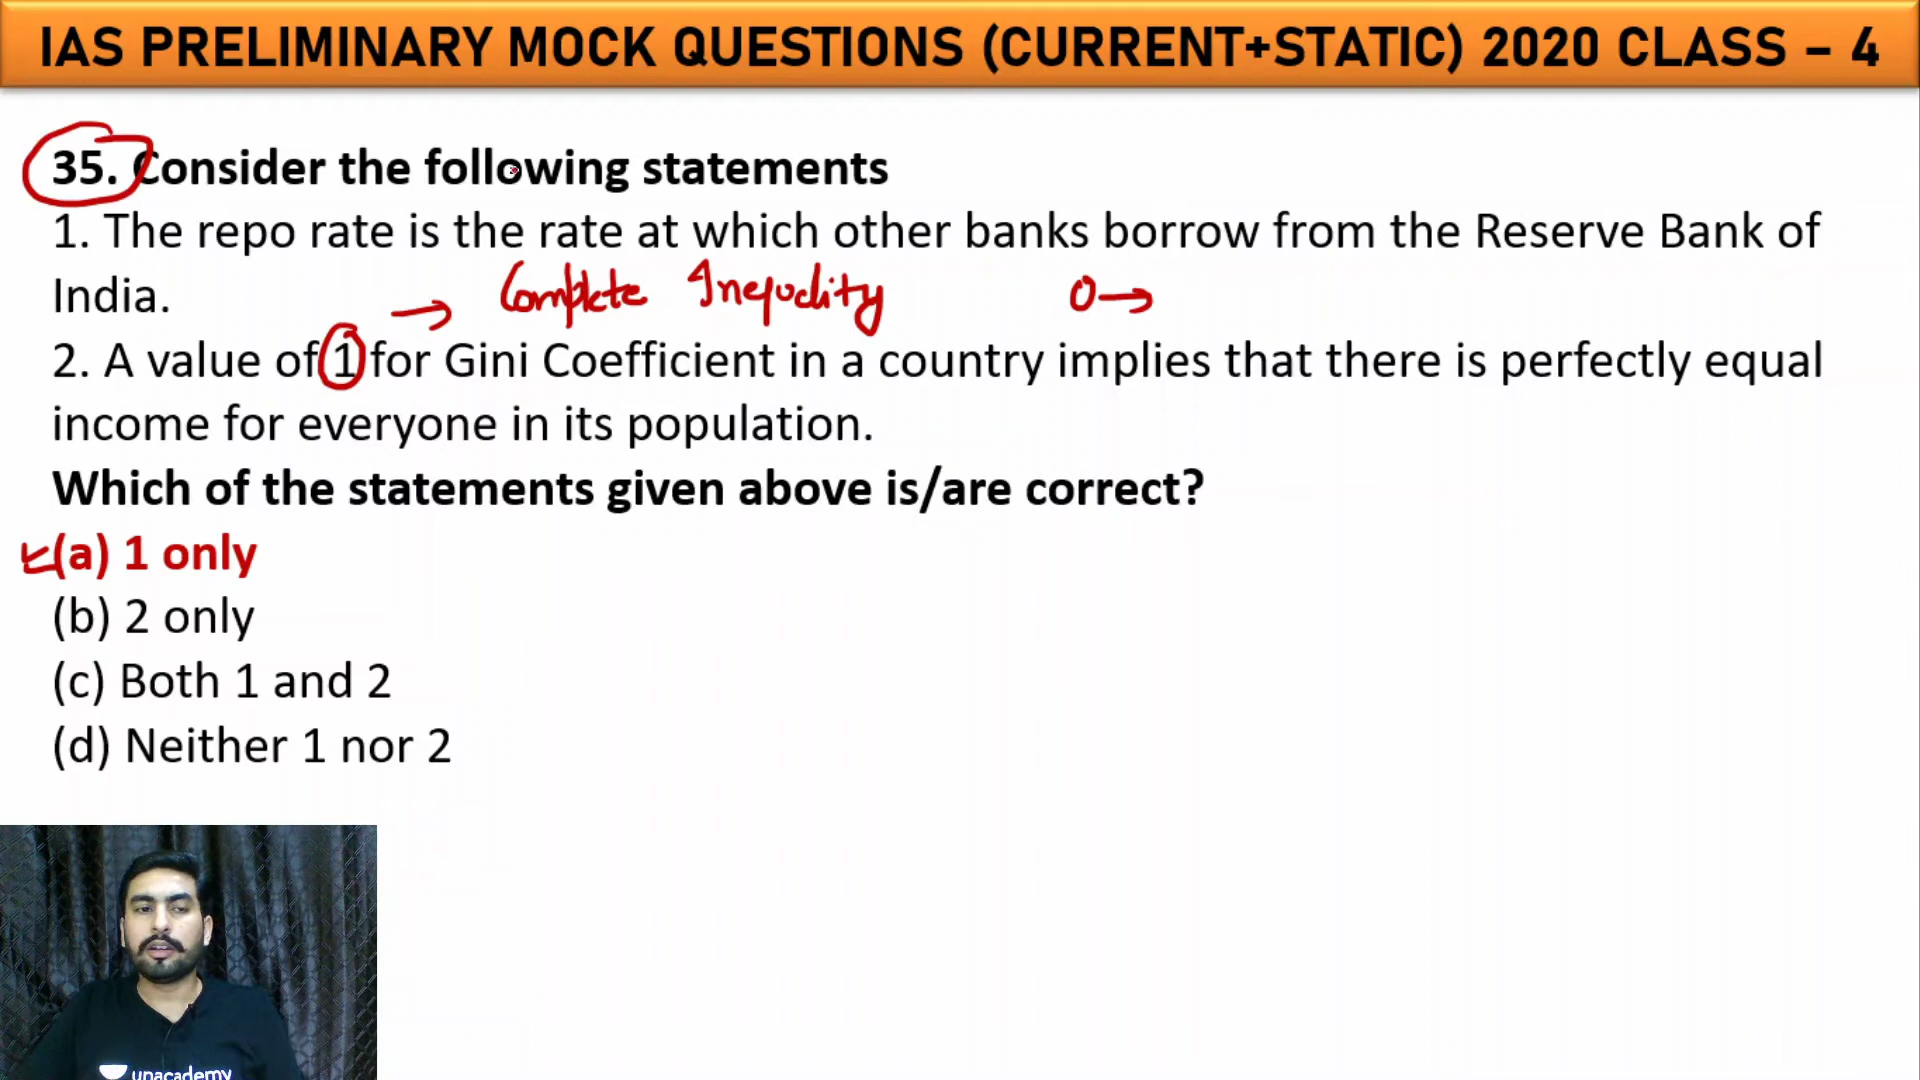 IAS PRELIMINARY MOCK QUESTIONS (CURRENT+STATIC) 2020 CLASS – 4
35. Consider the following statements
1. The repo rate is the rate at which other banks borrow from the Reserve Bank of
India.
→ Complete Inequality 0→
2. A value of 1 for Gini Coefficient in a country implies that there is perfectly equal
income for everyone in its population.
Which of the statements given above is/are correct?
(a) 1 only
(b) 2 only
(c) Both 1 and 2
(d) Neither 1 nor 2
unacademy